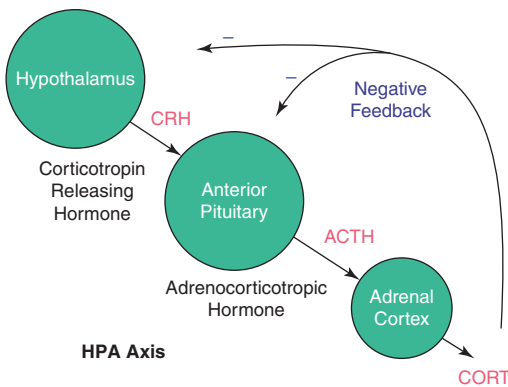 Hypothalamus
–
–
Negative
Feedback
CRH
Corticotropin
Releasing
Hormone
Anterior
Pituitary
ACTH
Adrenocorticotropic
Hormone
Adrenal
Cortex
HPA Axis
CORT